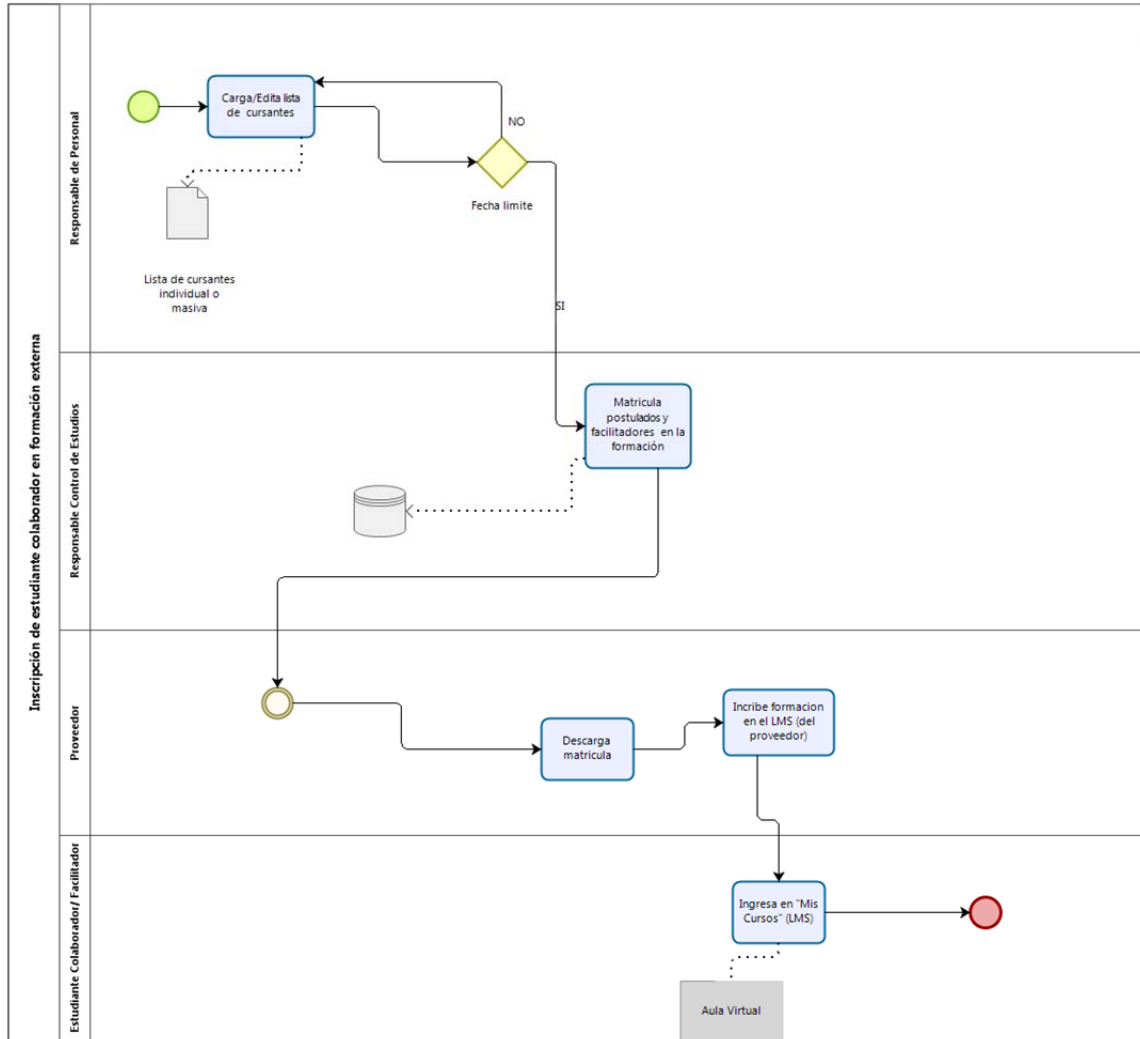 Inscripción de estudiante colaborador en formación externa
Responsable de Personal
Carga/Edita lista
de cursantes
NO
Fecha limite
Lista de cursantes
individual o
masiva
SI
Responsable Control de Estudios
Matricula
postulados y
facilitadores en la
formación
Proveedor
Descarga
matricula
Incribe formacion
en el LMS (del
proveedor)
Estudiante Colaborador/ Facilitador
Ingresa en "Mis
Cursos" (LMS)
Aula Virtual